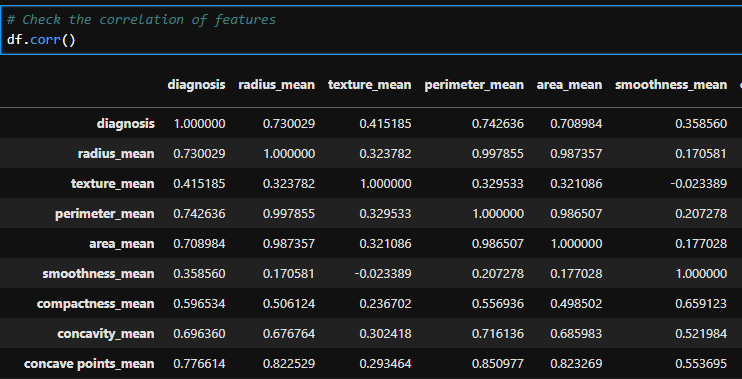 # Check the correlation of features
df.corr()
diagnosis radius_mean texture_mean perimeter_mean area_mean smoothness_mean
diagnosis 1.000000 0.730029 0.415185 0.742636 0.708984 0.358560
radius_mean 0.730029 1.000000 0.323782 0.997855 0.987357 0.170581
texture_mean 0.415185 0.323782 1.000000 0.329533 0.321086 -0.023389
perimeter_mean 0.742636 0.997855 0.329533 1.000000 0.986507 0.207278
area_mean 0.708984 0.987357 0.321086 0.986507 1.000000 0.177028
smoothness_mean 0.358560 0.170581 -0.023389 0.207278 0.177028 1.000000
compactness_mean 0.596534 0.506124 0.236702 0.556936 0.498502 0.659123
concavity_mean 0.696360 0.676764 0.302418 0.716136 0.685983 0.521984
concave points_mean 0.776614 0.822529 0.293464 0.850977 0.823269 0.553695